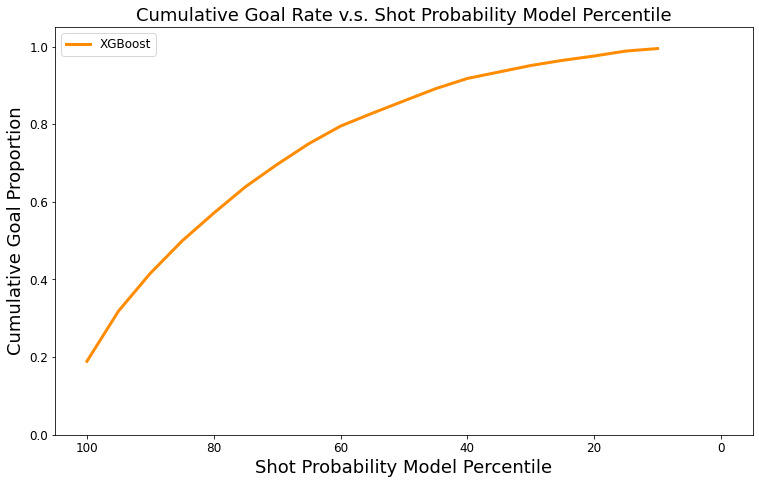 Cumulative Goal Rate v.s. Shot Probability Model Percentile
XGBoost
Cumulative Goal Proportion
1.0
0.8
0.6
0.4
0.2
0.0
100 80 60 40 20 0
Shot Probability Model Percentile